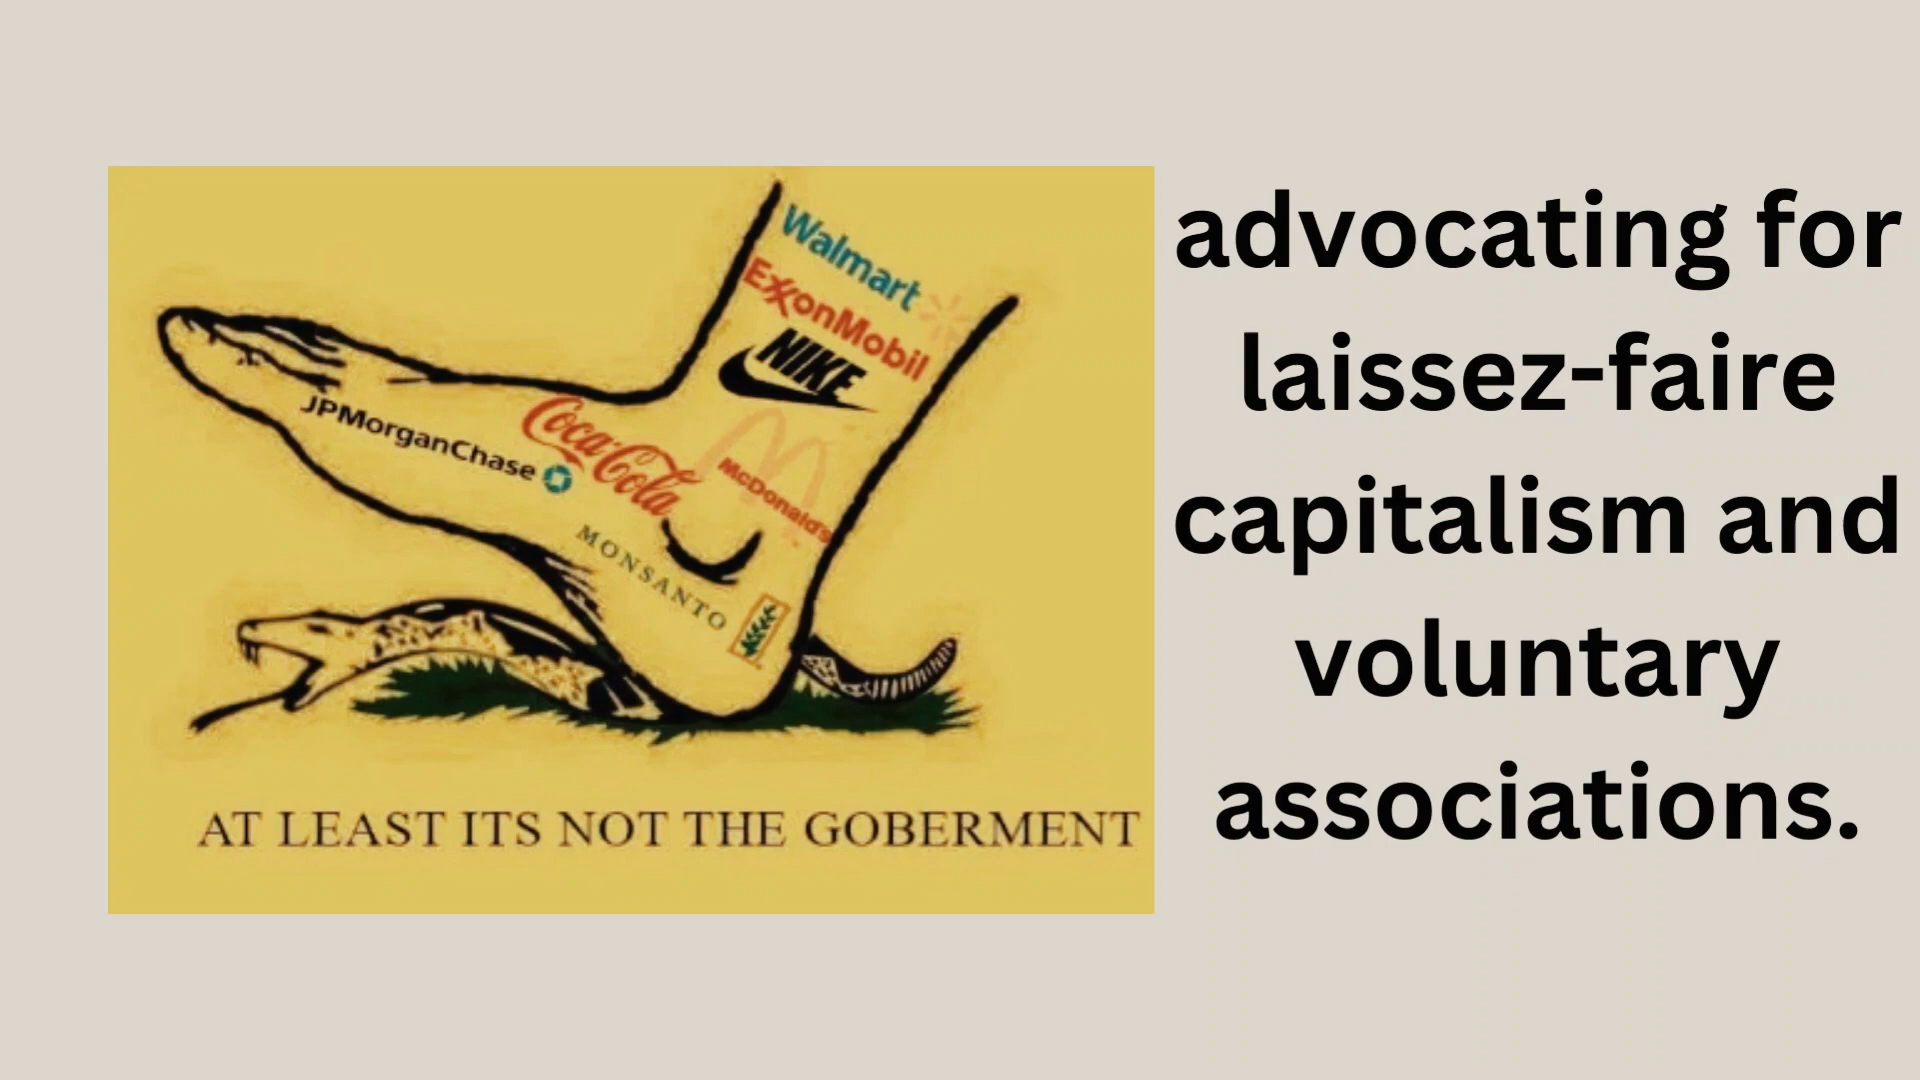 Walmart
ExxonMobil
NIKE
Coca-Cola
JPMorganChase
McDonald's
MONSANTO
AT LEAST ITS NOT THE GOBERMENT
advocating for
laissez-faire
capitalism and
voluntary
associations.